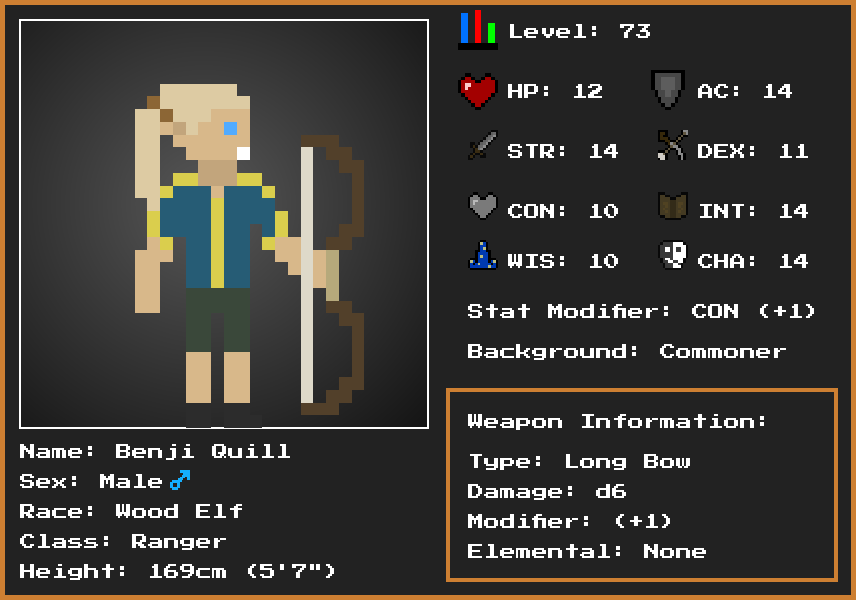 Level: 73
HP: 12
AC: 14
STR: 14
DEX: 11
CON: 10
INT: 14
WIS: 10
CHA: 14
Stat Modifier: CON (+1)
Background: Commoner
Weapon Information:
Type: Long Bow
Damage: d6
Modifier: (+1)
Elemental: None
Name: Benji Quill
Sex: Male♂
Race: Wood Elf
Class: Ranger
Height: 169cm (5'7")